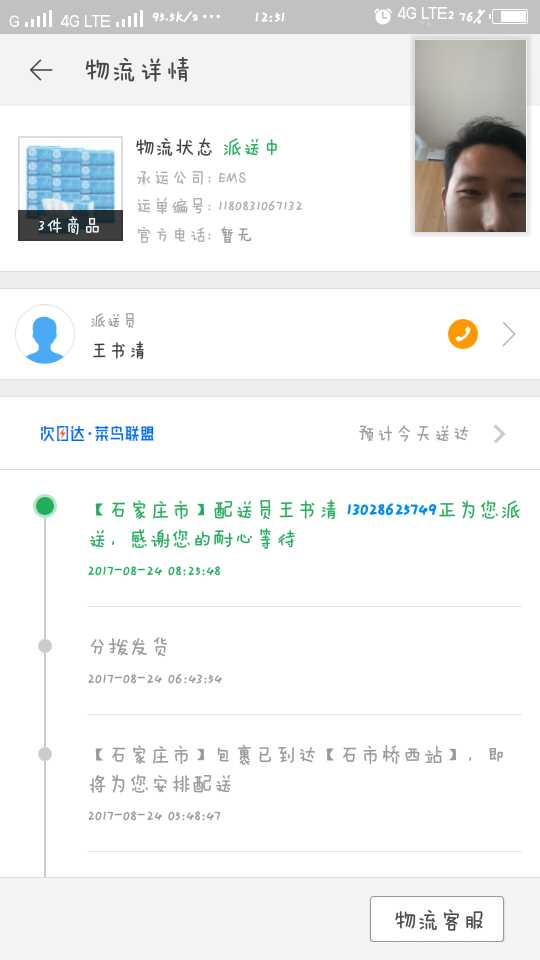 G 4G LTE 93.5k/s ··· 12:51 4G LTE2 76%
物流详情
物流状态 派送中
承运公司: EMS
运单编号: 1180831067132
3件商品
官方电话: 暂无
派送员
王书清
次日达·菜鸟联盟 预计今天送达
【石家庄市】配送员王书清 13028625749正为您派
送，感谢您的耐心等待
2017-08-24 08:25:48
分拨发货
2017-08-24 06:43:54
【石家庄市】包裹已到达【石市桥西站】，即
将为您安排配送
2017-08-24 05:48:47
物流客服